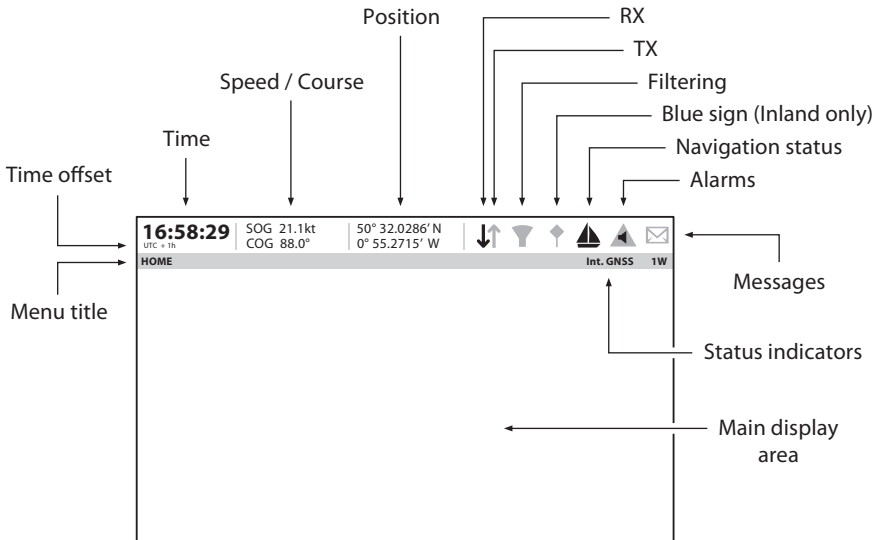 Position
RX
TX
Speed / Course
Filtering
Blue sign (Inland only)
Time
Navigation status
Time offset
Alarms
16:58:29
UTC + 1h
SOG 21.1kt
COG 88.0°
50° 32.0286′ N
0° 55.2715′ W
HOME
Int. GNSS 1W
Messages
Menu title
Status indicators
Main display
area